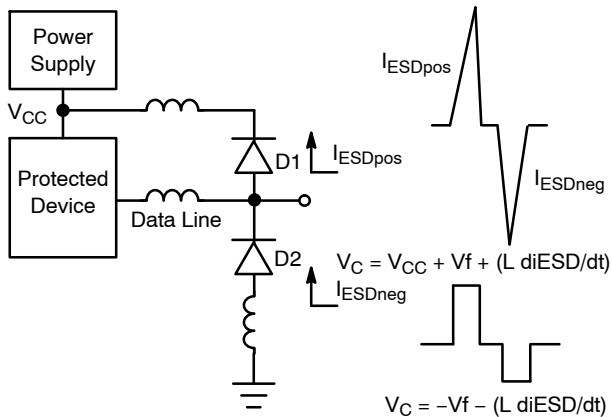 Power
Supply
VCC
Protected
Device
Data Line
D1
IESDpos
D2
IESDneg
IESDpos
IESDneg
VC = VCC + Vf + (L diESD/dt)
VC = −Vf − (L diESD/dt)